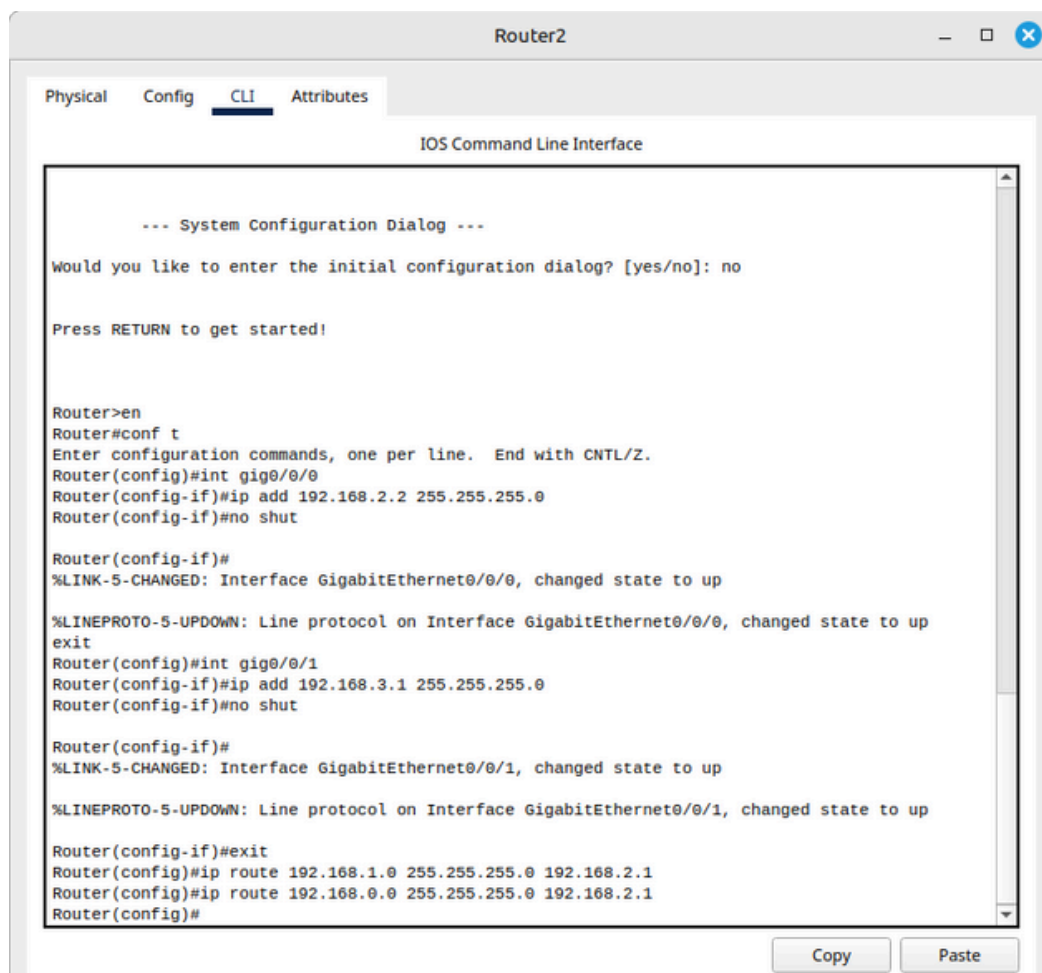 Router2
Physical Config CLI Attributes
IOS Command Line Interface
--- System Configuration Dialog ---
Would you like to enter the initial configuration dialog? [yes/no]: no
Press RETURN to get started!
Router>en
Router#conf t
Enter configuration commands, one per line.  End with CNTL/Z.
Router(config)#int gig0/0/0
Router(config-if)#ip add 192.168.2.2 255.255.255.0
Router(config-if)#no shut
Router(config-if)#
%LINK-5-CHANGED: Interface GigabitEthernet0/0/0, changed state to up
%LINEPROTO-5-UPDOWN: Line protocol on Interface GigabitEthernet0/0/0, changed state to up
exit
Router(config)#int gig0/0/1
Router(config-if)#ip add 192.168.3.1 255.255.255.0
Router(config-if)#no shut
Router(config-if)#
%LINK-5-CHANGED: Interface GigabitEthernet0/0/1, changed state to up
%LINEPROTO-5-UPDOWN: Line protocol on Interface GigabitEthernet0/0/1, changed state to up
Router(config-if)#exit
Router(config)#ip route 192.168.1.0 255.255.255.0 192.168.2.1
Router(config)#ip route 192.168.0.0 255.255.255.0 192.168.2.1
Router(config)#
Copy Paste